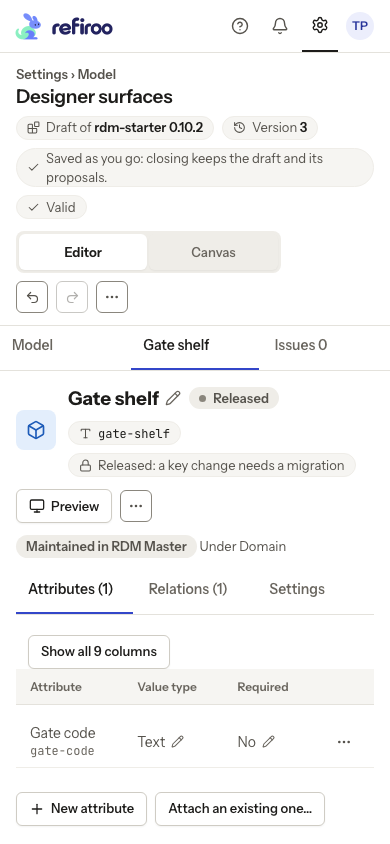 refiroo
TP
Settings › Model
Designer surfaces
Draft of rdm-starter 0.10.2
Version 3
Saved as you go: closing keeps the draft and its
proposals.
Valid
Editor
Canvas
Model
Gate shelf
Issues 0
Gate shelf
Released
gate-shelf
Released: a key change needs a migration
Preview
Maintained in RDM Master Under Domain
Attributes (1)
Relations (1)
Settings
Show all 9 columns
Attribute
Value type
Required
Gate code
gate-code
Text
No
New attribute
Attach an existing one...